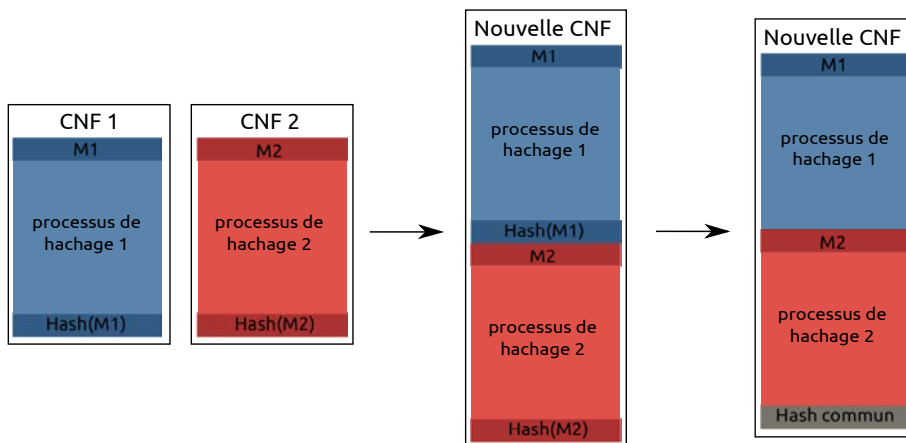 CNF 1
M1
processus de
hachage 1
Hash(M1)
CNF 2
M2
processus de
hachage 2
Hash(M2)
Nouvelle CNF
M1
processus de
hachage 1
Hash(M1)
M2
processus de
hachage 2
Hash(M2)
Nouvelle CNF
M1
processus de
hachage 1
M2
processus de
hachage 2
Hash commun